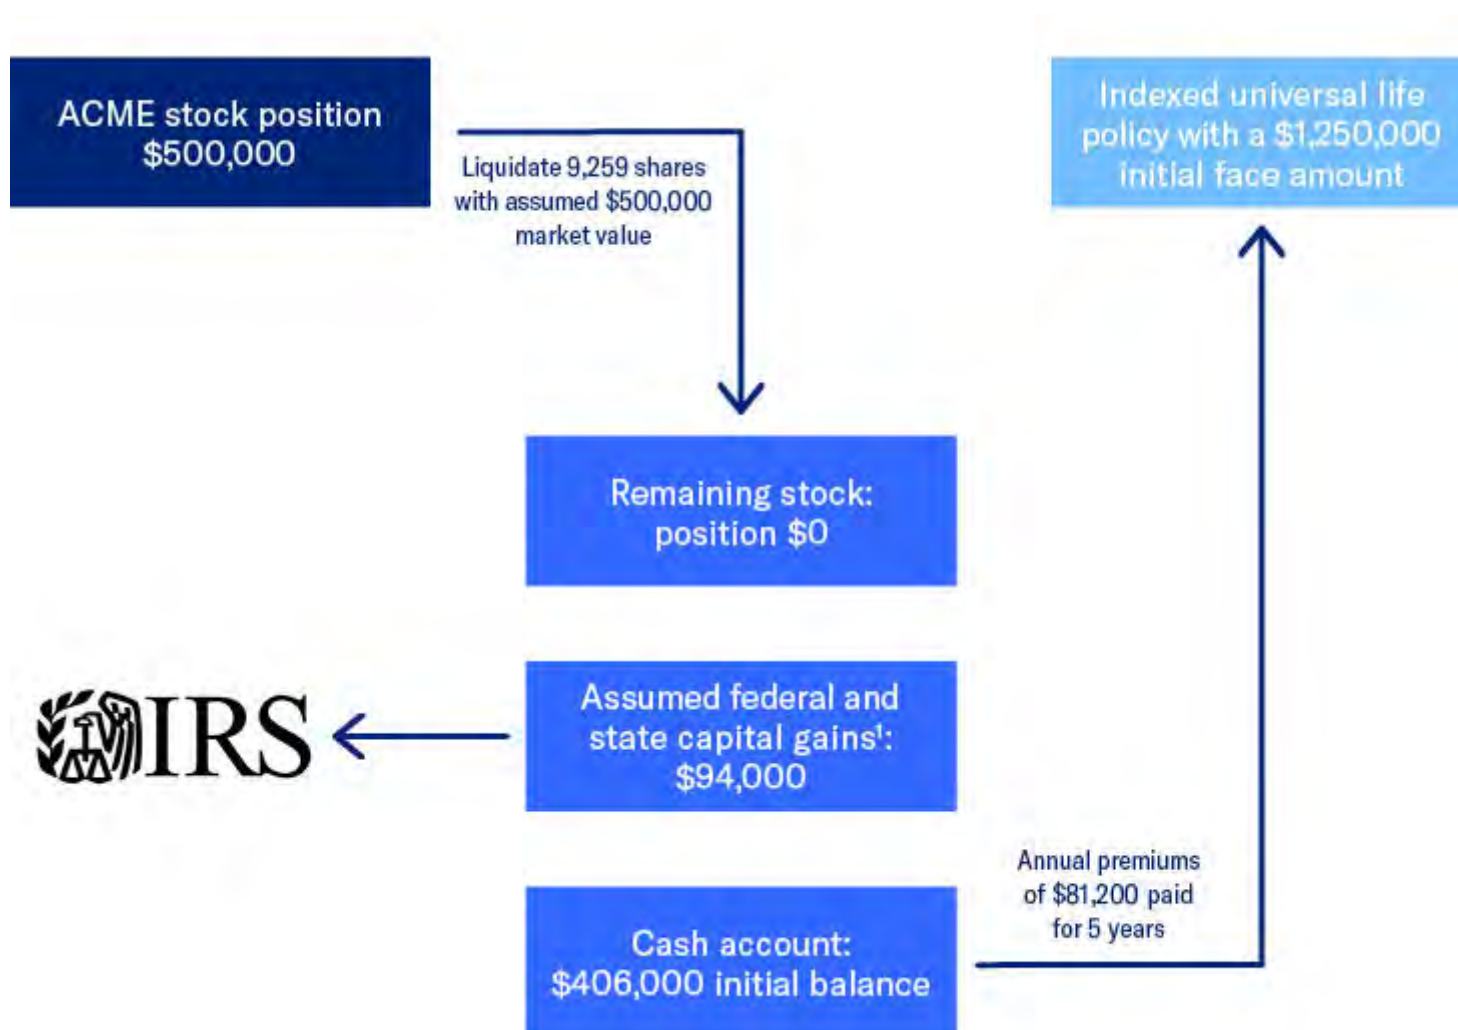 ACME stock position
$500,000
Liquidate 9,259 shares
with assumed $500,000
market value
Indexed universal life
policy with a $1,250,000
initial face amount
Remaining stock:
position $0
IRS
Assumed federal and
state capital gains¹:
$94,000
Annual premiums
of $81,200 paid
for 5 years
Cash account:
$406,000 initial balance